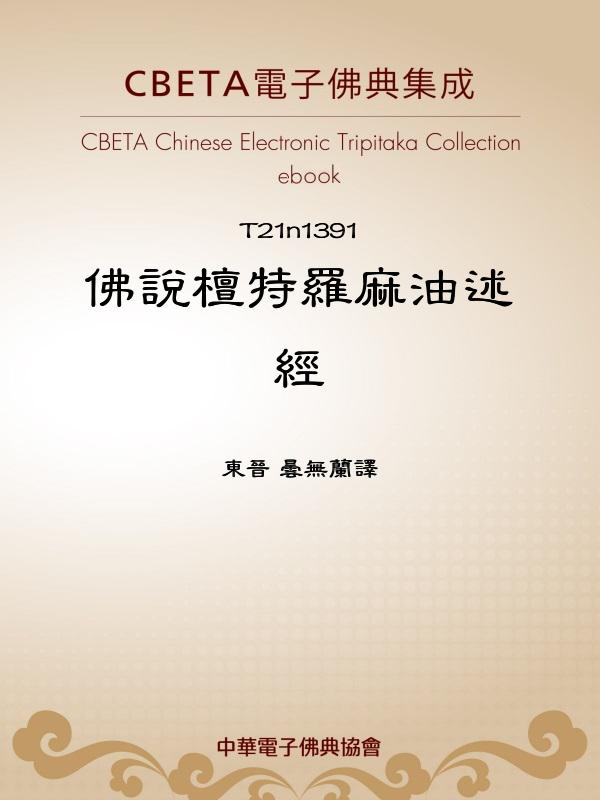 CBETA電子佛典集成
CBETA Chinese Electronic Tripitaka Collection
ebook
T21n1391
佛說檀特羅麻油述
經
東晉 曇無蘭譯
中華電子佛典協會